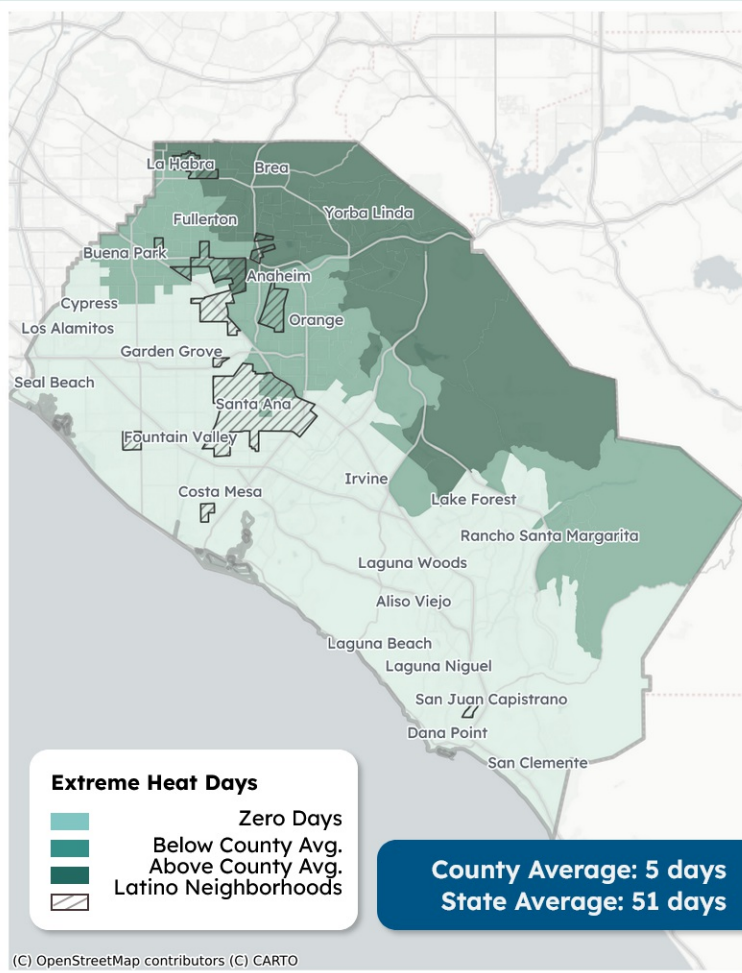 La Habra
Brea
Yorba Linda
Fullerton
Buena Park
Anaheim
Cypress
Orange
Los Alamitos
Garden Grove
Seal Beach
Santa Ana
Fountain Valley
Irvine
Costa Mesa
Lake Forest
Rancho Santa Margarita
Laguna Woods
Aliso Viejo
Laguna Beach
Laguna Niguel
San Juan Capistrano
Dana Point
San Clemente
Extreme Heat Days
Zero Days
Below County Avg.
Above County Avg.
Latino Neighborhoods
County Average: 5 days
State Average: 51 days
(C) OpenStreetMap contributors (C) CARTO